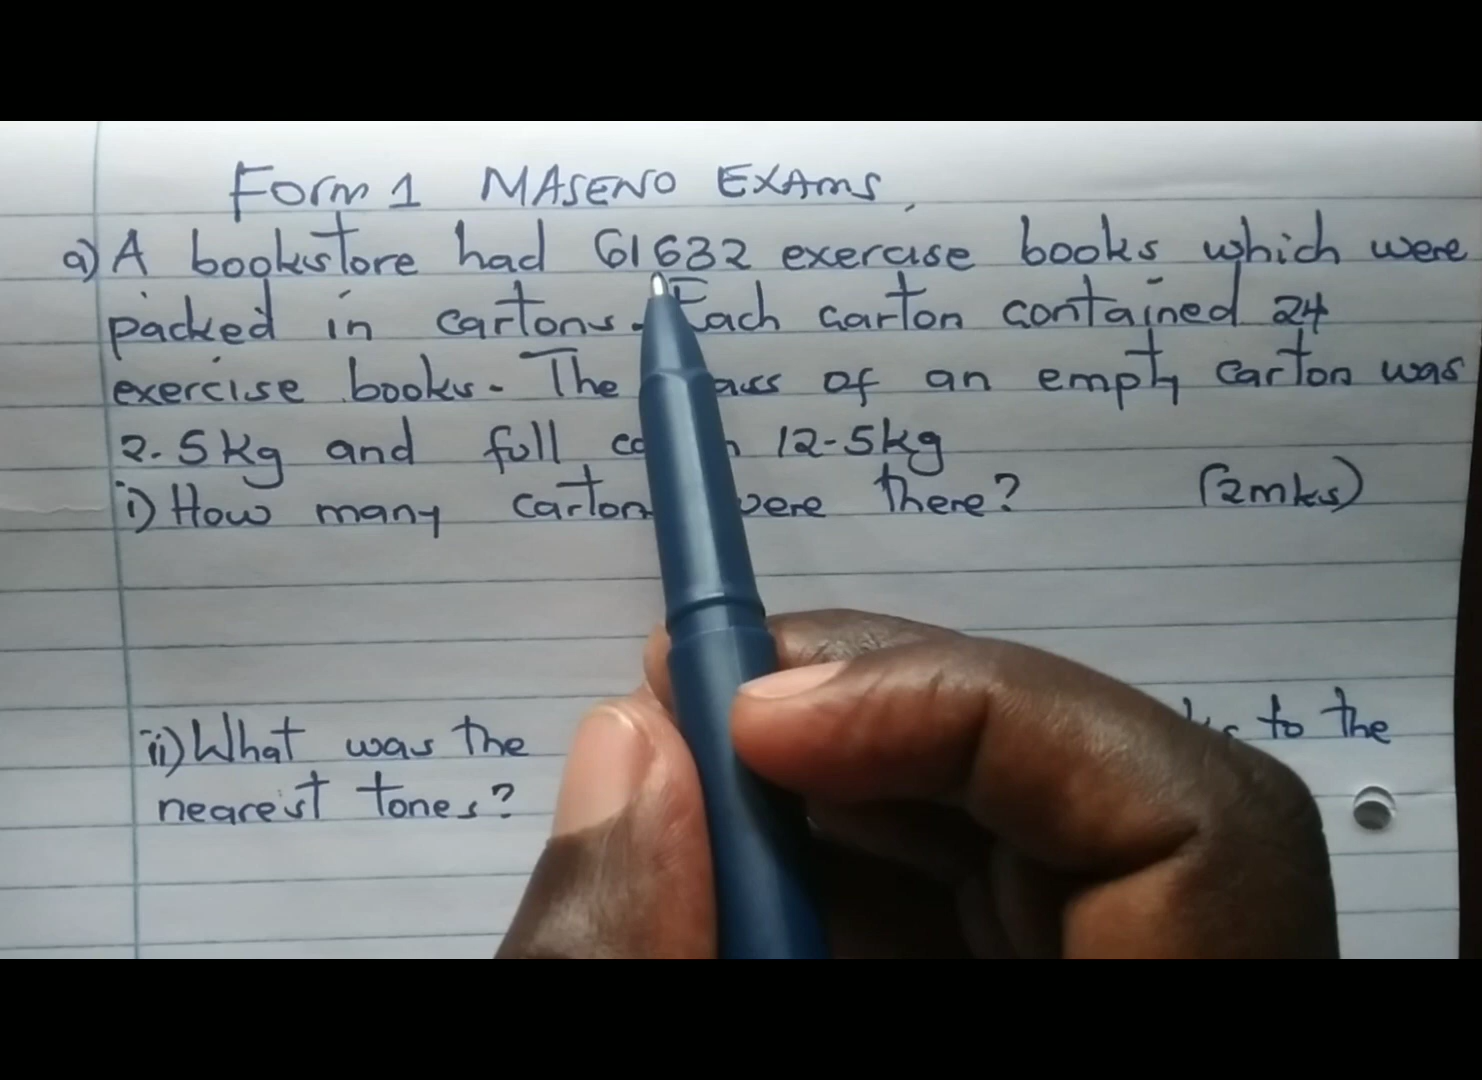 Form 1 MASENO EXAMS
a) A bookstore had 61632 exercise books which were
packed in cartons. Each carton contained 24
exercise books. The of an empty carton was
2.5kg and full 12.5kg
i) How many carton were there? (2mks)
ii) What was the to the
nearest tones?